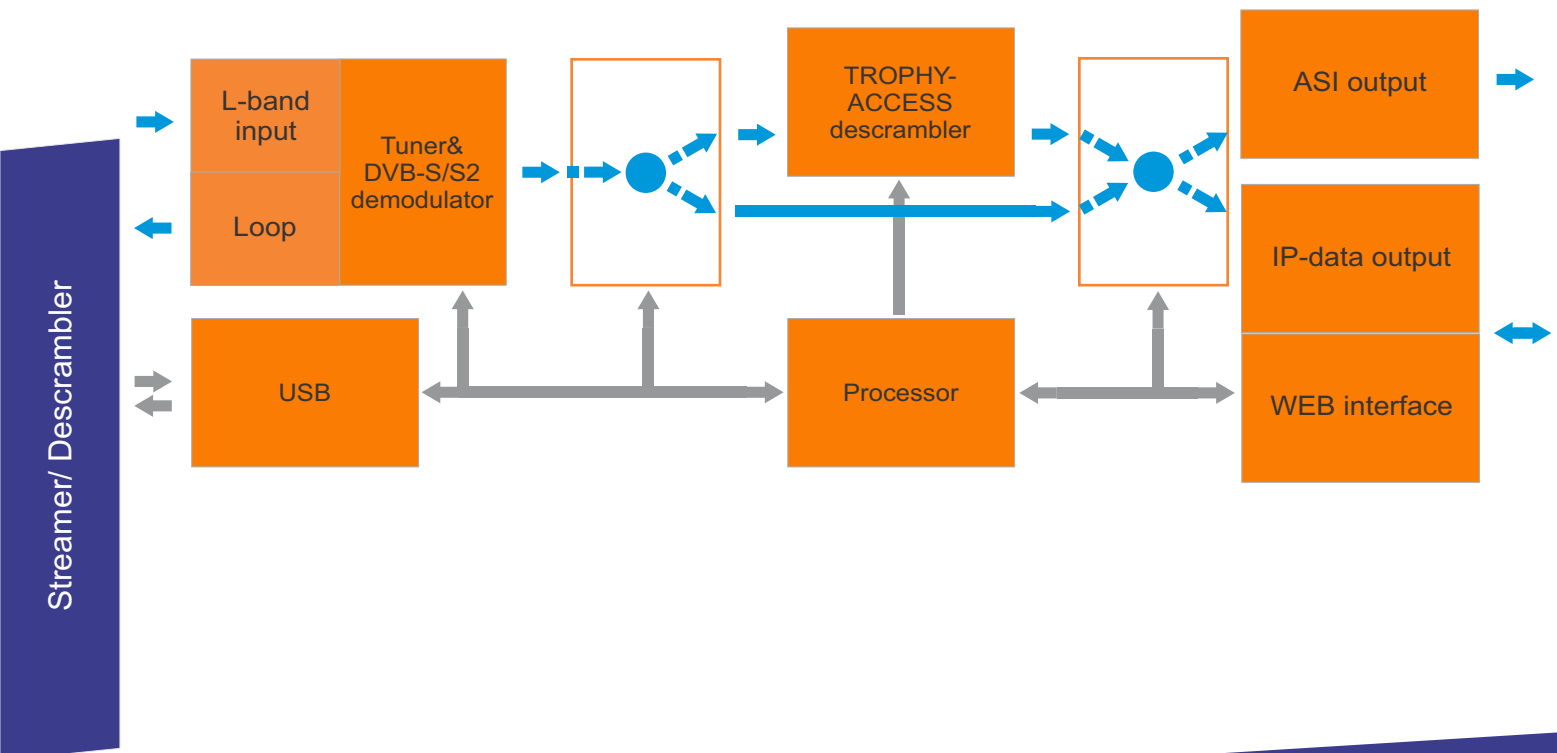 Streamer/ Descrambler
L-band
input
Loop
Tuner&
DVB-S/S2
demodulator
TROPHY-
ACCESS
descrambler
ASI output
IP-data output
USB
Processor
WEB interface